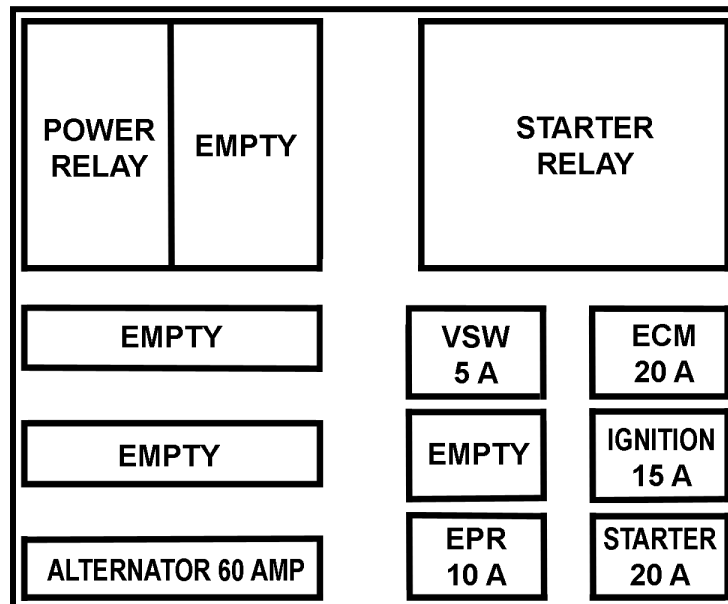 POWER
RELAY
EMPTY
STARTER
RELAY
EMPTY
VSW
5 A
ECM
20 A
EMPTY
EMPTY
IGNITION
15 A
ALTERNATOR 60 AMP
EPR
10 A
STARTER
20 A